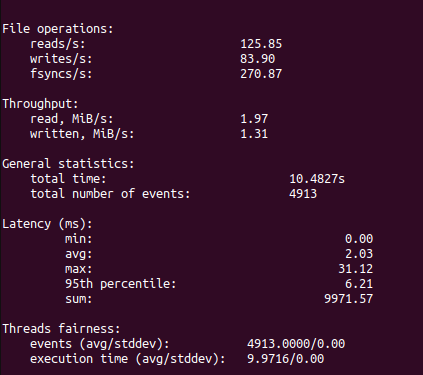 File operations:
reads/s: 125.85
writes/s: 83.90
fsyncs/s: 270.87
Throughput:
read, MiB/s: 1.97
written, MiB/s: 1.31
General statistics:
total time: 10.4827s
total number of events: 4913
Latency (ms):
min: 0.00
avg: 2.03
max: 31.12
95th percentile: 6.21
sum: 9971.57
Threads fairness:
events (avg/stddev): 4913.0000/0.00
execution time (avg/stddev): 9.9716/0.00